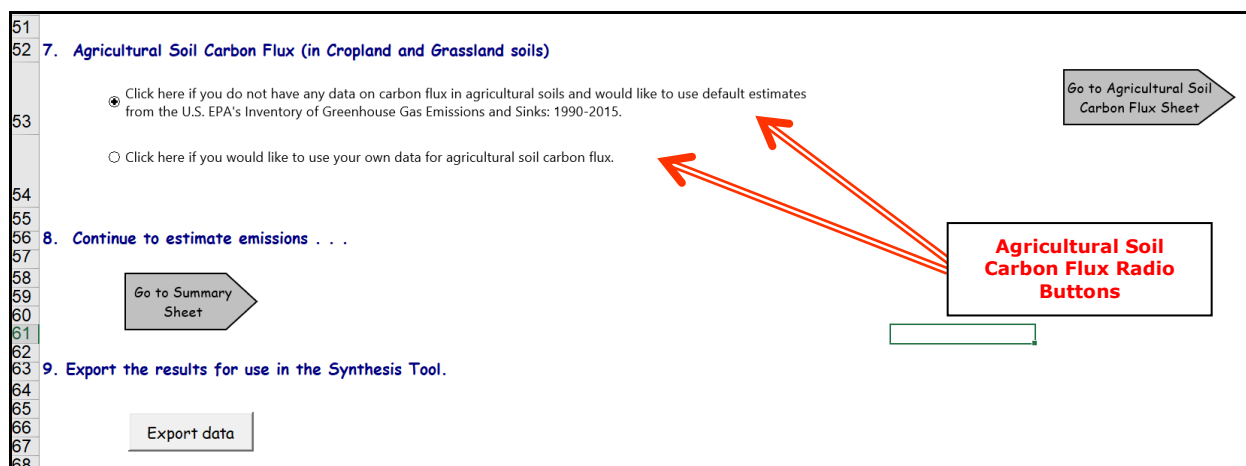 51
52 7. Agricultural Soil Carbon Flux (in Cropland and Grassland soils)
Click here if you do not have any data on carbon flux in agricultural soils and would like to use default estimates
from the U.S. EPA's Inventory of Greenhouse Gas Emissions and Sinks: 1990-2015.
Go to Agricultural Soil
Carbon Flux Sheet
53
Click here if you would like to use your own data for agricultural soil carbon flux.
54
55
56 8. Continue to estimate emissions . . .
57
Agricultural Soil
Carbon Flux Radio
Buttons
58
59
Go to Summary
Sheet
60
61
62
63 9. Export the results for use in the Synthesis Tool.
64
65
66
Export data
67
68